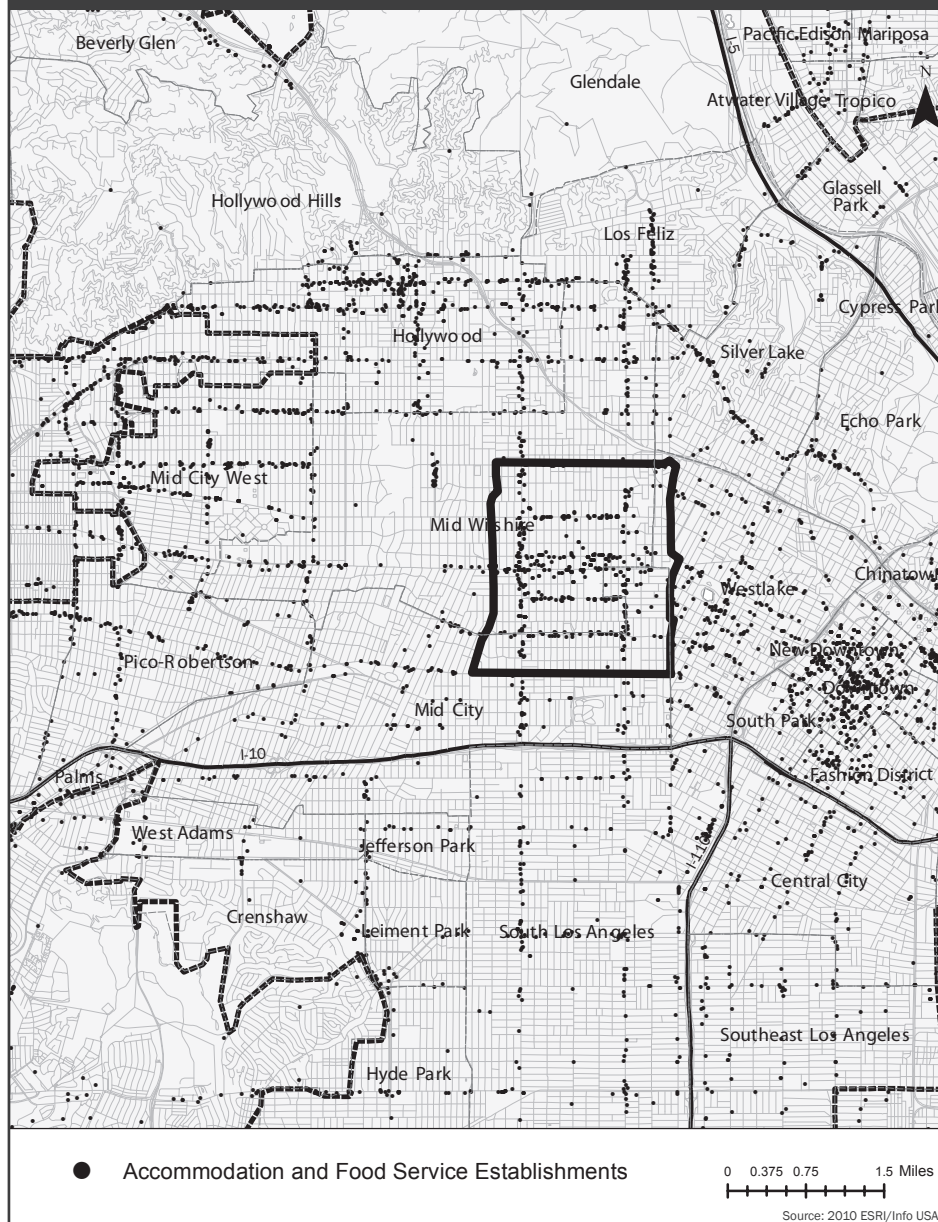 Beverly Glen
Pacific Edison Mariposa
I-5
Glendale
N
Atwater Village Tropico
Hollywood Hills
Glassell
Park
Los Feliz
Cypress Park
Hollywood
Silver Lake
Echo Park
Mid City West
Mid Wilshire
Chinatown
Westlake
New Downtown
Pico-Robertson
Downtown
Mid City
South Park
I-10
Palms
Fashion District
West Adams
Jefferson Park
I-110
Central City
Crenshaw
Leiment Park
South Los Angeles
Southeast Los Angeles
Hyde Park
Accommodation and Food Service Establishments
0 0.375 0.75 1.5 Miles
Source: 2010 ESRI/Info USA